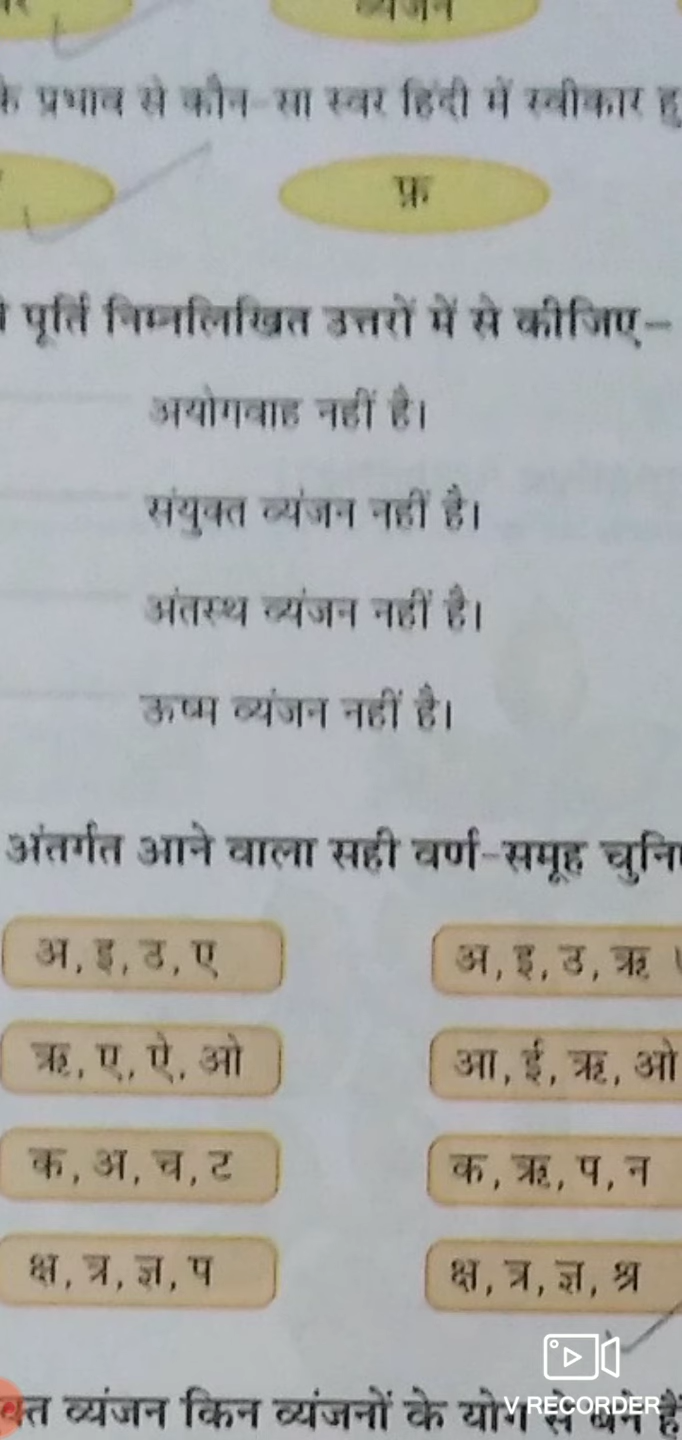 व्यंजन
के प्रभाव से कौन-सा स्वर हिंदी में स्वीकार हु
फ़
पूर्ति निम्नलिखित उत्तरों में से कीजिए–
अयोगवाह नहीं है।
संयुक्त व्यंजन नहीं है।
अंतस्थ व्यंजन नहीं है।
ऊष्म व्यंजन नहीं है।
अंतर्गत आने वाला सही वर्ण-समूह चुनि
अ, इ, उ, ए अ, इ, उ, ऋ
ऋ, ए, ऐ, ओ आ, ई, ऋ, ओ
क, अ, च, ट क, ऋ, प, न
क्ष, त्र, ज्ञ, प क्ष, त्र, ज्ञ, श्र
V RECORDER
क्त व्यंजन किन व्यंजनों के योग से बने हैं